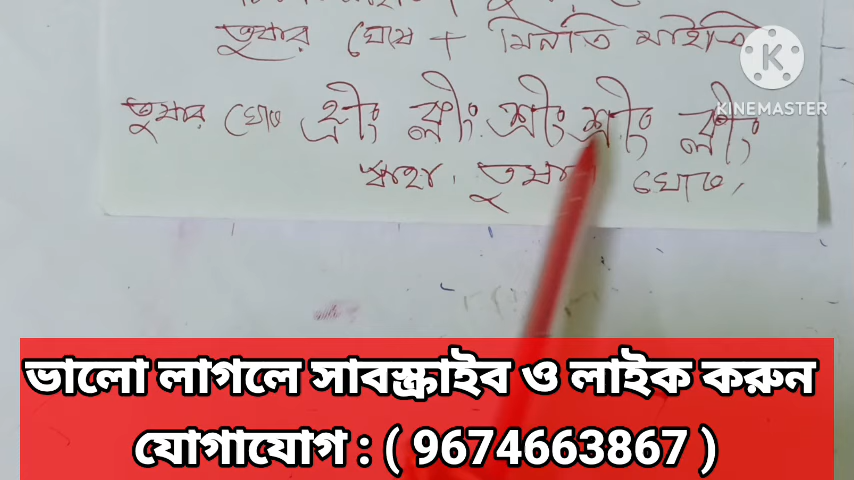 তুষার ঘোষ + মিনতি মাইতি
KINEMASTER
তুষার ঘোষ হ্রীং ক্লীং শ্রীং শ্রীং ক্লীং
স্বাহা, তুষার ঘোষ,
ভালো লাগলে সাবস্ক্রাইব ও লাইক করুন
যোগাযোগ : ( 9674663867 )